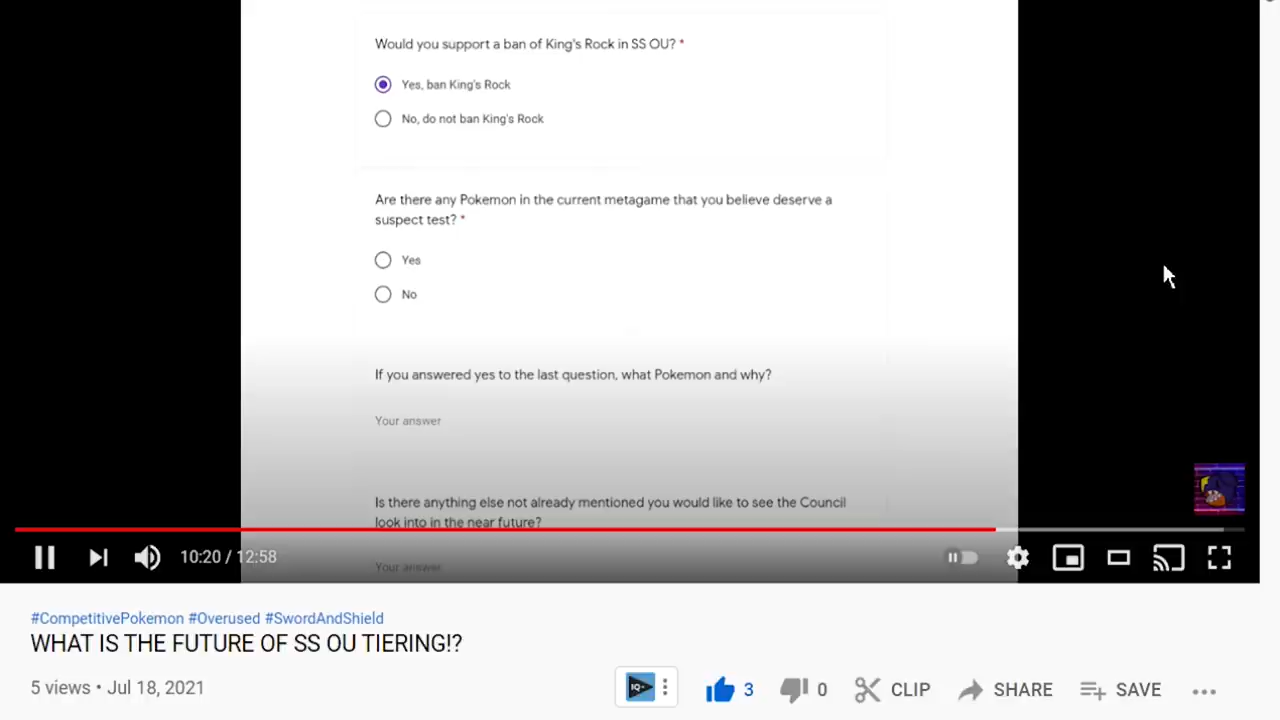 Would you support a ban of King's Rock in SS OU? *
Yes, ban King's Rock
No, do not ban King's Rock
Are there any Pokemon in the current metagame that you believe deserve a
suspect test? *
Yes
No
If you answered yes to the last question, what Pokemon and why?
Your answer
Is there anything else not already mentioned you would like to see the Council
look into in the near future?
Your answer
10:20 / 12:58
#CompetitivePokemon #Overused #SwordAndShield
WHAT IS THE FUTURE OF SS OU TIERING!?
5 views • Jul 18, 2021
IQ
3
0
CLIP
SHARE
SAVE